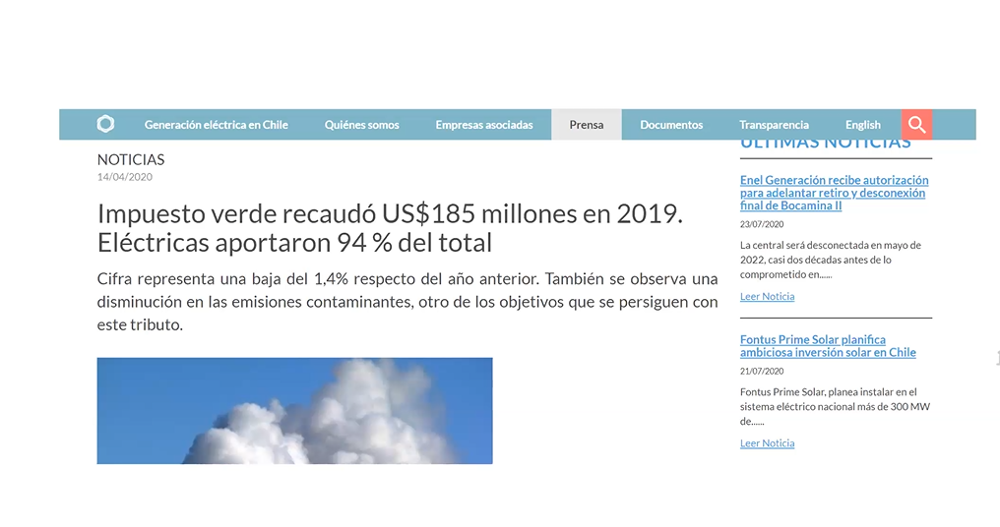 Generación eléctrica en Chile Quiénes somos Empresas asociadas Prensa Documentos Transparencia English
NOTICIAS
14/04/2020
Impuesto verde recaudó US$185 millones en 2019.
Eléctricas aportaron 94 % del total
Cifra representa una baja del 1,4% respecto del año anterior. También se observa una
disminución en las emisiones contaminantes, otro de los objetivos que se persiguen con
este tributo.
ÚLTIMAS NOTICIAS
Enel Generación recibe autorización
para adelantar retiro y desconexión
final de Bocamina II
23/07/2020
La central será desconectada en mayo de
2022, casi dos décadas antes de lo
comprometido en......
Leer Noticia
Fontus Prime Solar planifica
ambiciosa inversión solar en Chile
21/07/2020
Fontus Prime Solar, planea instalar en el
sistema eléctrico nacional más de 300 MW
de......
Leer Noticia